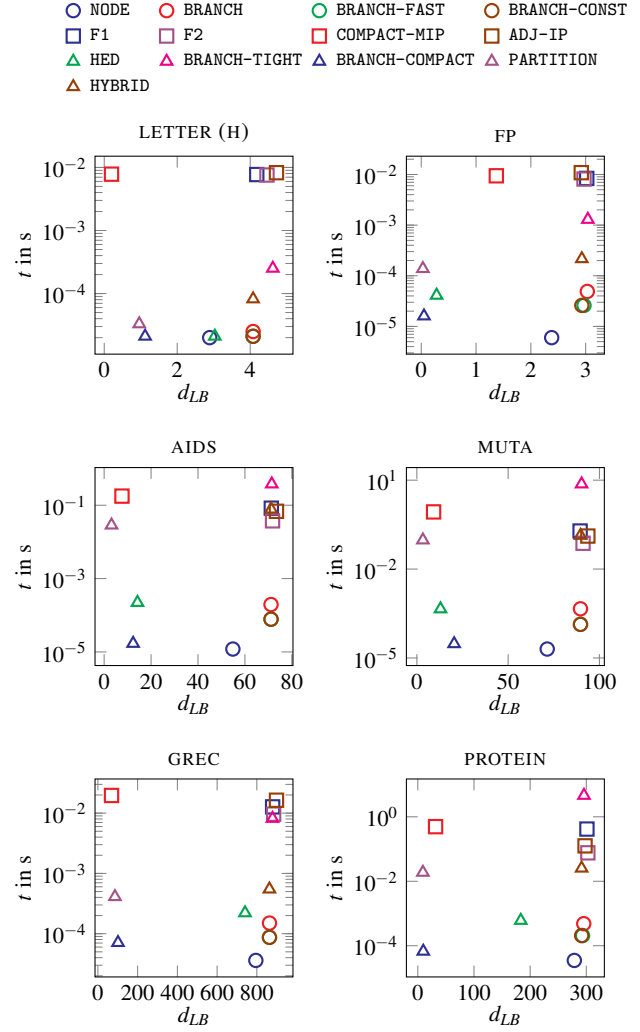 NODE BRANCH BRANCH-FAST BRANCH-CONST
F1 F2 COMPACT-MIP ADJ-IP
HED BRANCH-TIGHT BRANCH-COMPACT PARTITION
HYBRID
LETTER (H) FP
10⁻² 10⁻²
10⁻³ 10⁻³
10⁻⁴ 10⁻⁴
10⁻⁵
t in s t in s
0 2 4 0 1 2 3
d_LB d_LB
AIDS MUTA
10⁻¹ 10¹
10⁻³ 10⁻²
10⁻⁵ 10⁻⁵
t in s t in s
0 20 40 60 80 0 50 100
d_LB d_LB
GREC PROTEIN
10⁻² 10⁰
10⁻³ 10⁻²
10⁻⁴ 10⁻⁴
t in s t in s
0 200 400 600 800 0 100 200 300
d_LB d_LB